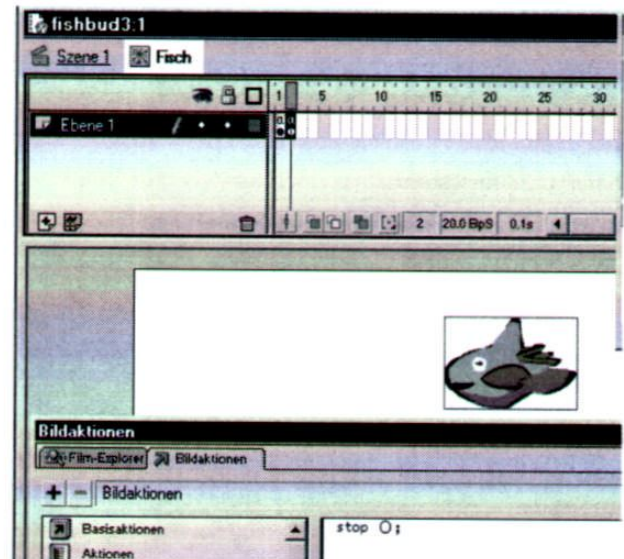 fishbud3:1
Szene 1 Fisch
1 5 10 15 20 25 30
Ebene 1
2 20.0 BpS 0.1s
Bildaktionen
Film-Explorer Bildaktionen
+ - Bildaktionen
Basisaktionen stop ();
Aktionen